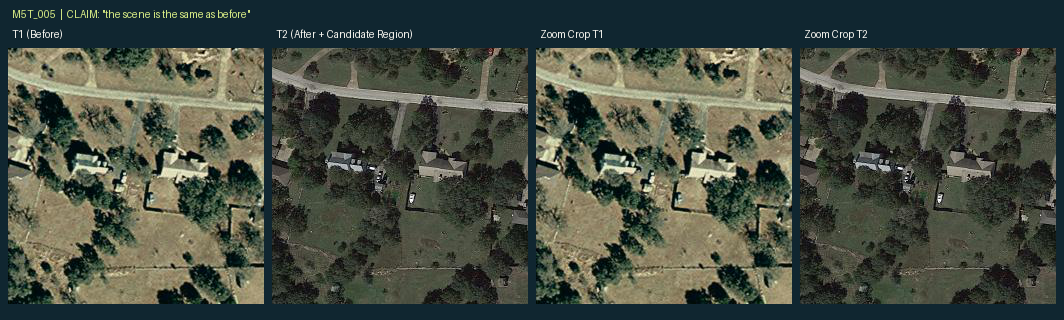 M5T_005 | CLAIM: "the scene is the same as before"
T1 (Before)
T2 (After + Candidate Region)
Zoom Crop T1
Zoom Crop T2